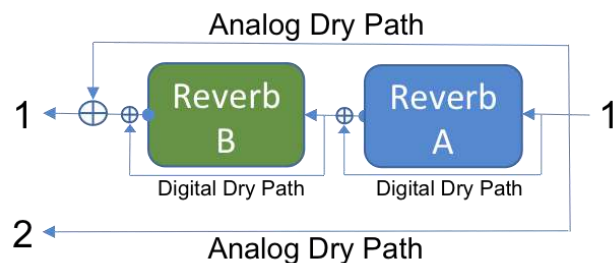 Analog Dry Path
1
Reverb
B
Reverb
A
1
Digital Dry Path
Digital Dry Path
2
Analog Dry Path